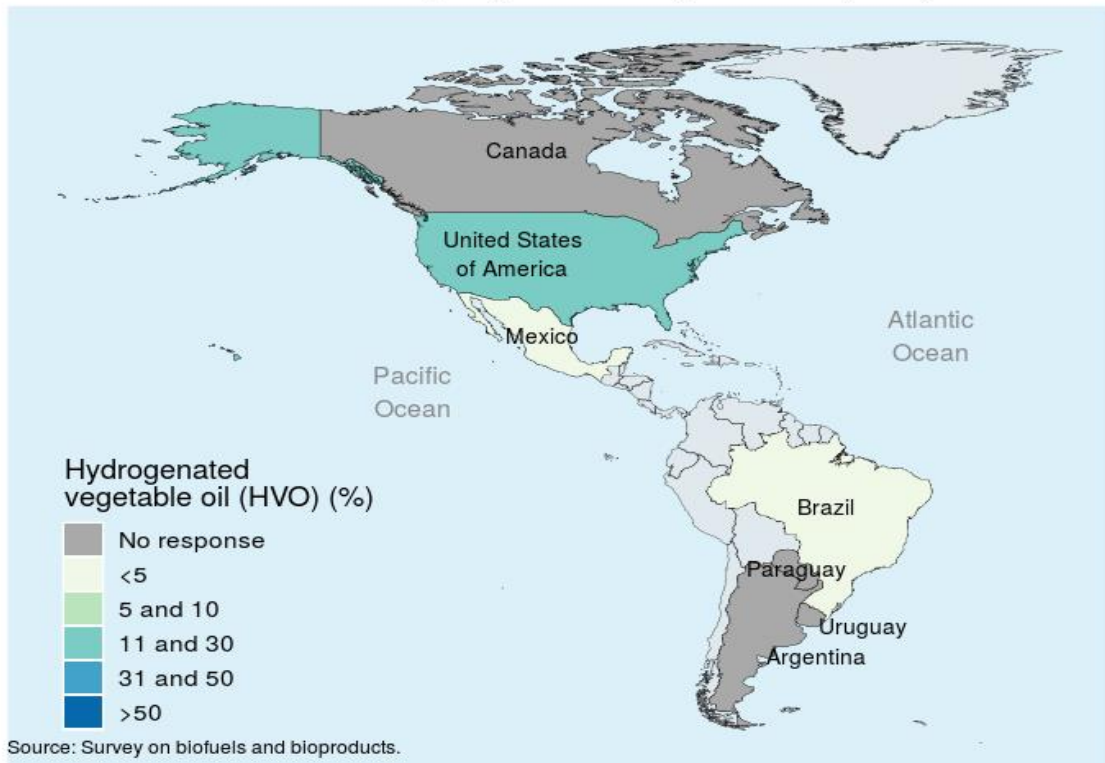 Canada
United States
of America
Mexico
Atlantic
Ocean
Pacific
Ocean
Brazil
Paraguay
Uruguay
Argentina
Hydrogenated
vegetable oil (HVO) (%)
No response
<5
5 and 10
11 and 30
31 and 50
>50
Source: Survey on biofuels and bioproducts.